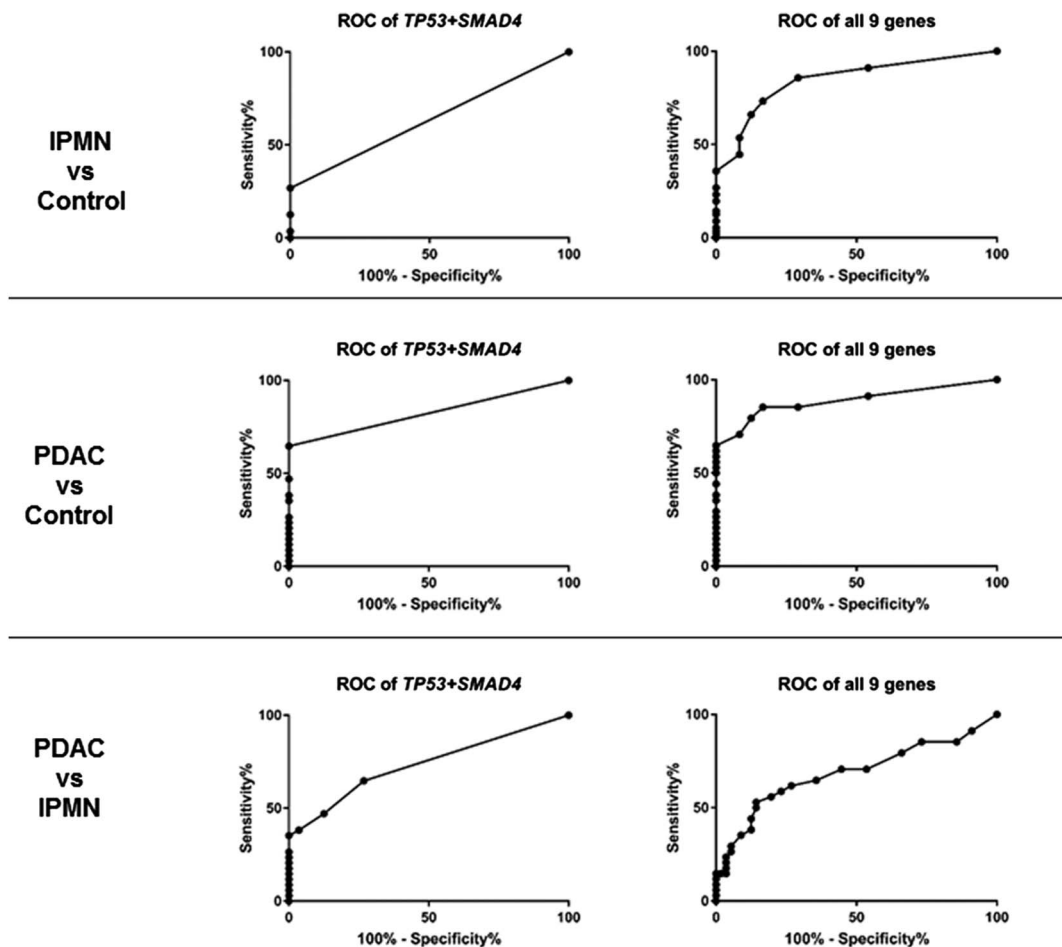 ROC of TP53+SMAD4
ROC of all 9 genes
IPMN
vs
Control
Sensitivity%
100
50
0
0
50
100
100% - Specificity%
Sensitivity%
100
50
0
0
50
100
100% - Specificity%
ROC of TP53+SMAD4
ROC of all 9 genes
PDAC
vs
Control
Sensitivity%
100
50
0
0
50
100
100% - Specificity%
Sensitivity%
100
50
0
0
50
100
100% - Specificity%
ROC of TP53+SMAD4
ROC of all 9 genes
PDAC
vs
IPMN
Sensitivity%
100
50
0
0
50
100
100% - Specificity%
Sensitivity%
100
50
0
0
50
100
100% - Specificity%